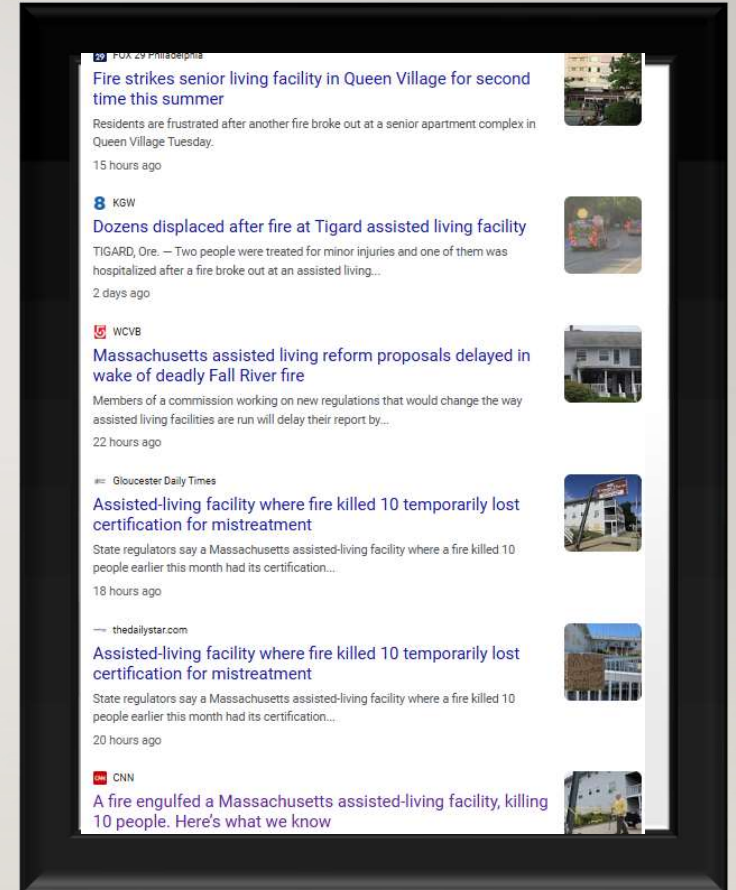 FOX 29 Philadelphia
Fire strikes senior living facility in Queen Village for second
time this summer
Residents are frustrated after another fire broke out at a senior apartment complex in
Queen Village Tuesday.
15 hours ago
8 KGW
Dozens displaced after fire at Tigard assisted living facility
TIGARD, Ore. — Two people were treated for minor injuries and one of them was
hospitalized after a fire broke out at an assisted living...
2 days ago
5 WCVB
Massachusetts assisted living reform proposals delayed in
wake of deadly Fall River fire
Members of a commission working on new regulations that would change the way
assisted living facilities are run will delay their report by...
22 hours ago
Gloucester Daily Times
Assisted-living facility where fire killed 10 temporarily lost
certification for mistreatment
State regulators say a Massachusetts assisted-living facility where a fire killed 10
people earlier this month had its certification...
18 hours ago
thedailystar.com
Assisted-living facility where fire killed 10 temporarily lost
certification for mistreatment
State regulators say a Massachusetts assisted-living facility where a fire killed 10
people earlier this month had its certification...
20 hours ago
CNN CNN
A fire engulfed a Massachusetts assisted-living facility, killing
10 people. Here's what we know